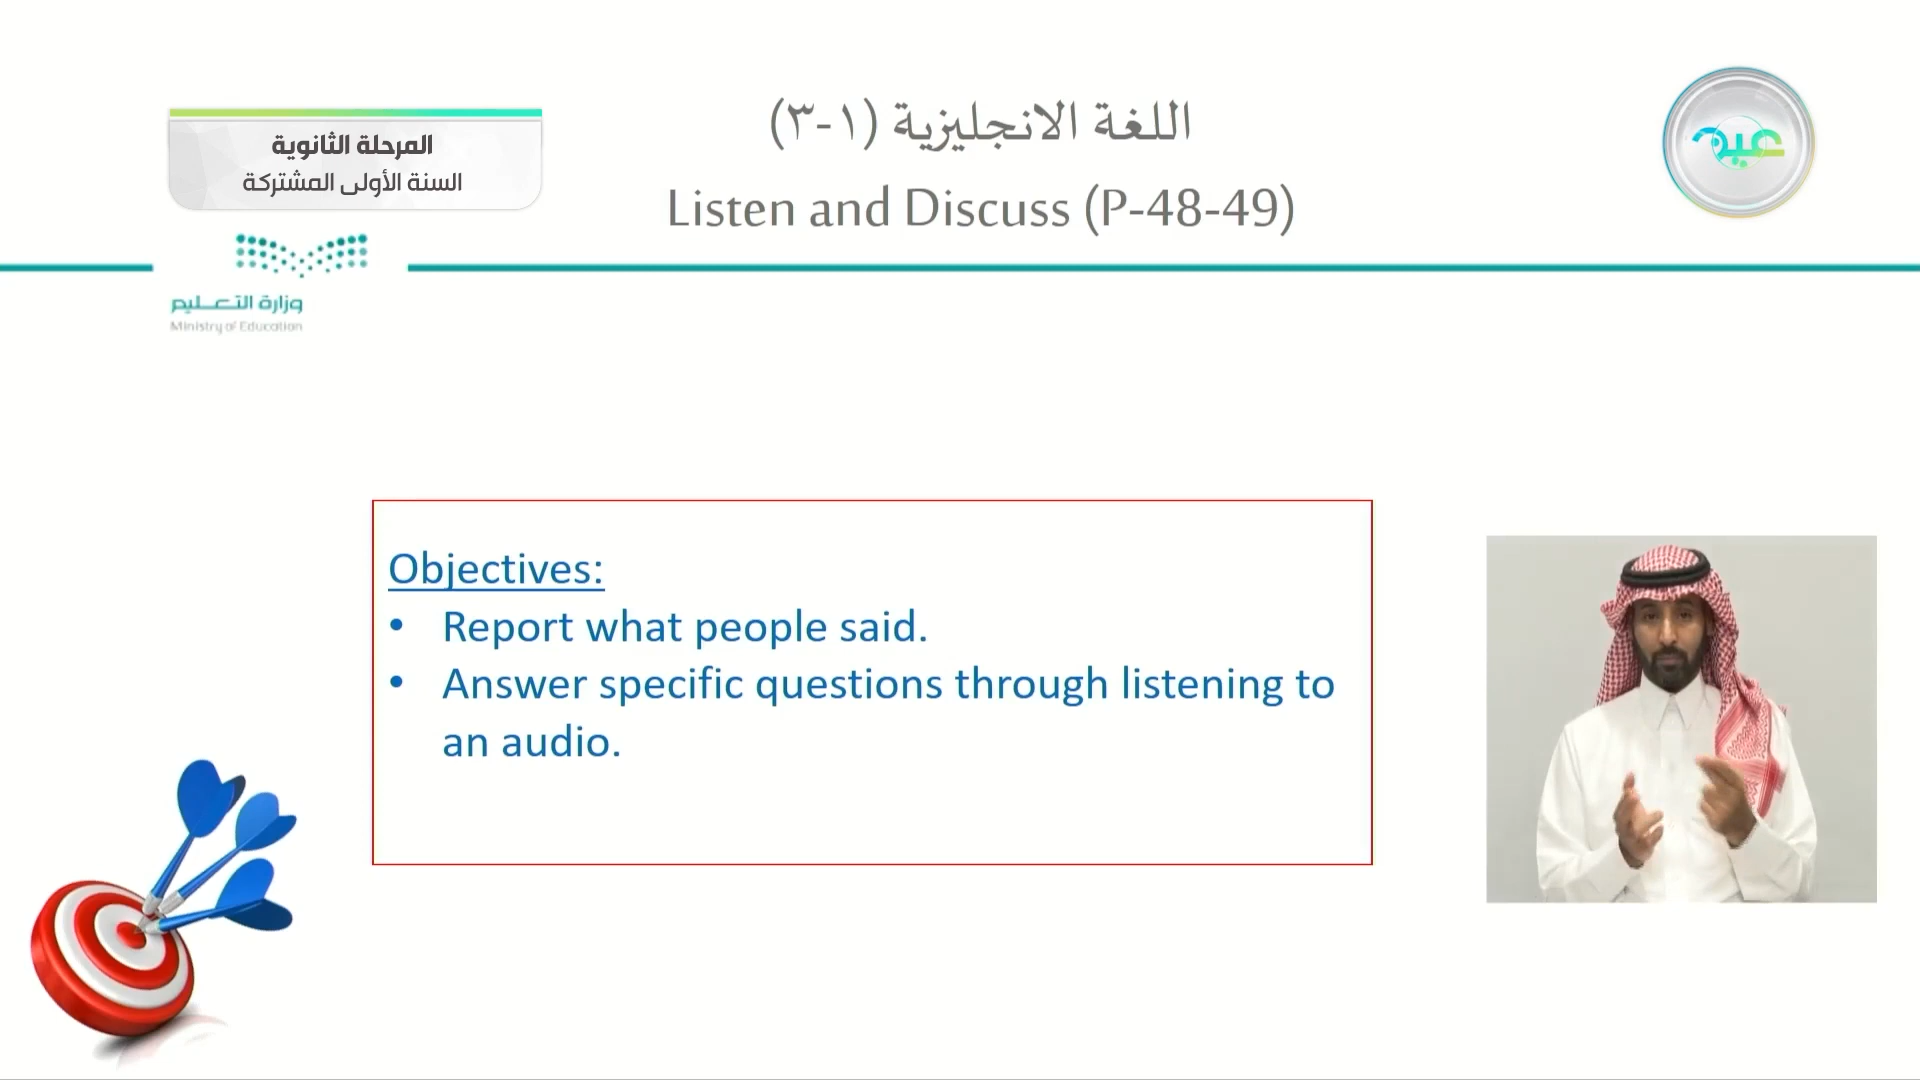 المرحلة الثانوية
السنة الأولى المشتركة
اللغة الانجليزية (١-٣)
Listen and Discuss (P-48-49)
عين
وزارة التعليم
Ministry of Education
Objectives:
• Report what people said.
• Answer specific questions through listening to
an audio.